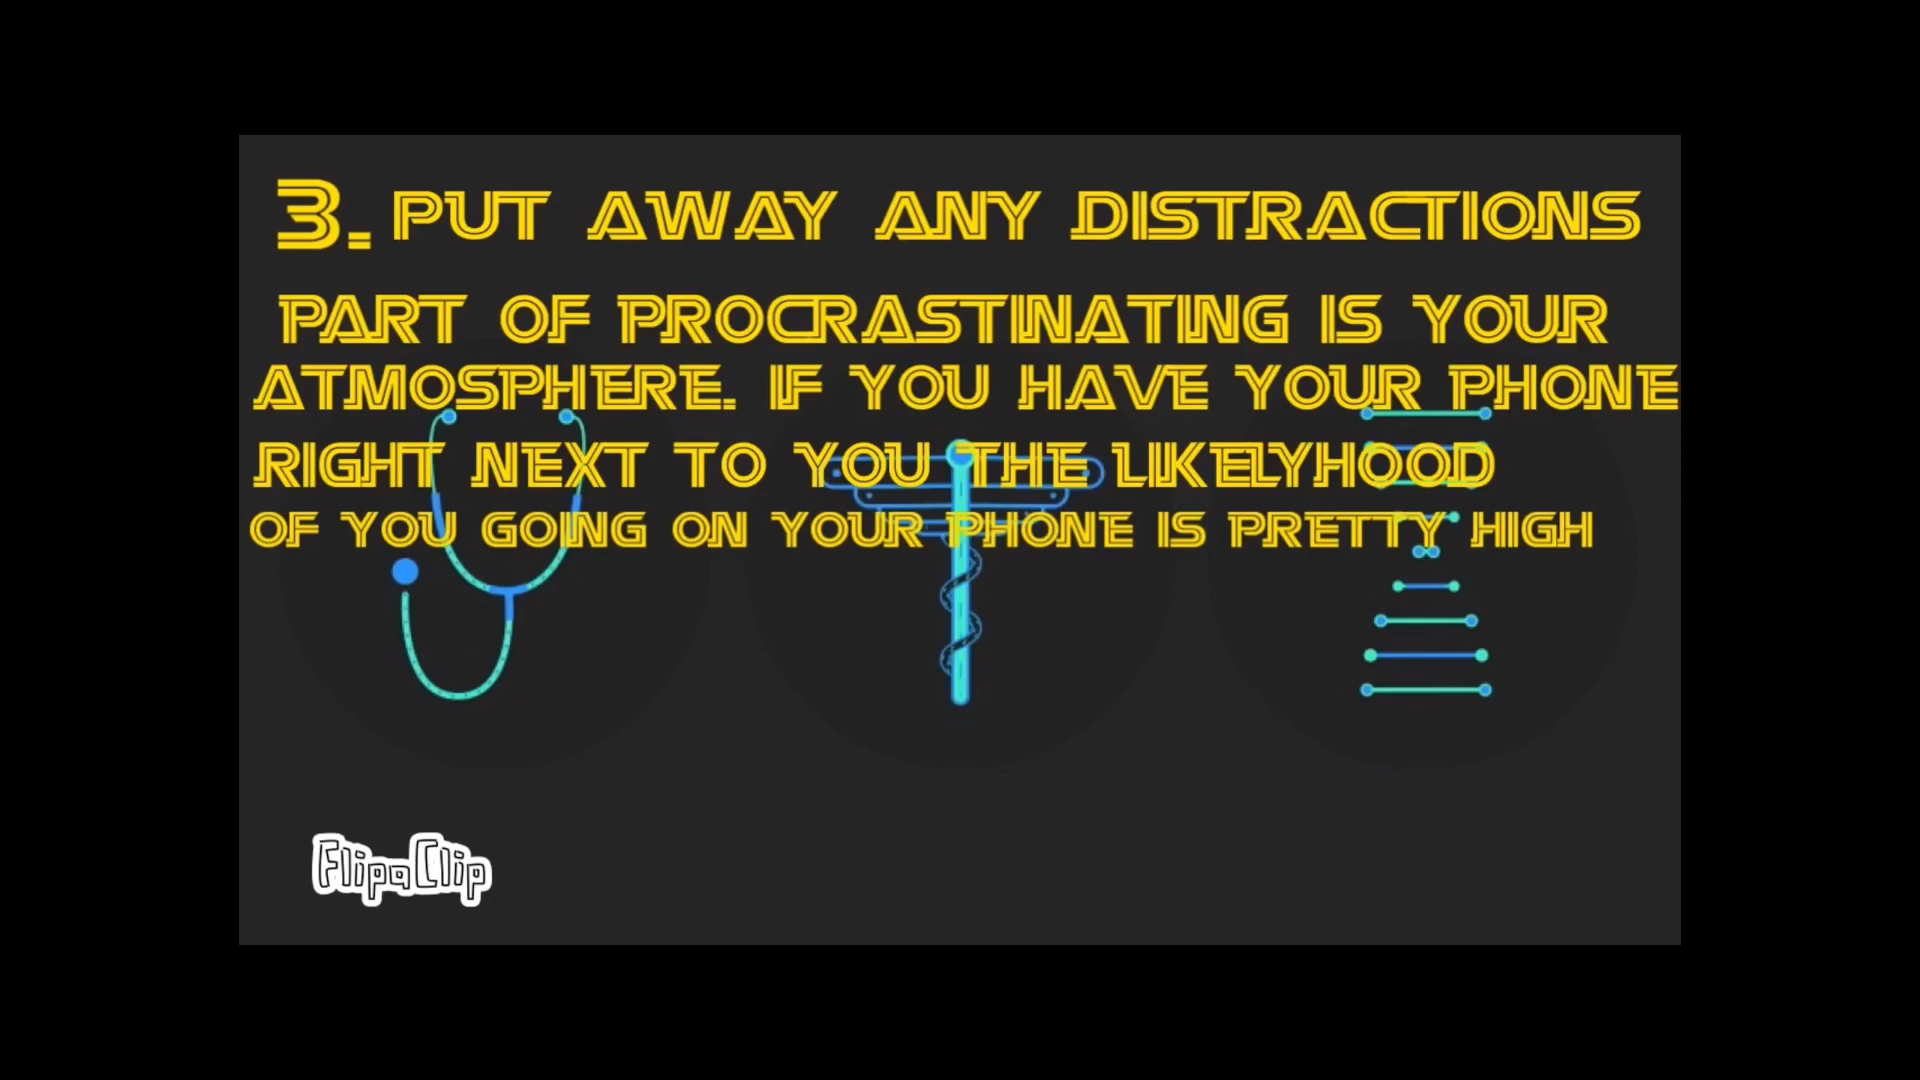 3. PUT AWAY ANY DISTRACTIONS
PART OF PROCRASTINATING IS YOUR
ATMOSPHERE. IF YOU HAVE YOUR PHONE
RIGHT NEXT TO YOU THE LIKELYHOOD
OF YOU GOING ON YOUR PHONE IS PRETTY HIGH
FlipaClip